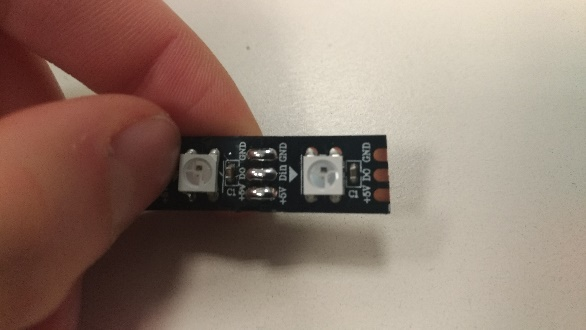 GND GND GND
DO Din DO
+5V +5V +5V